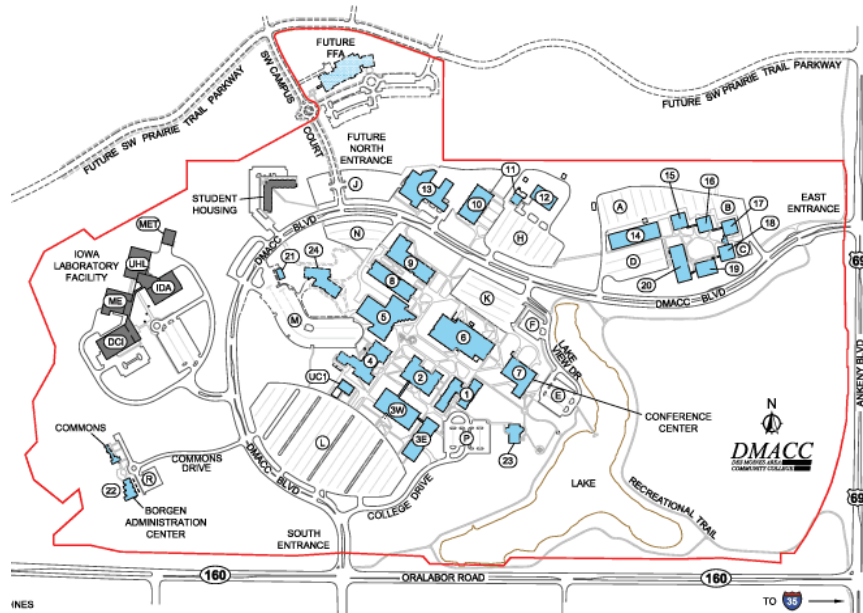 FUTURE
FFA
FUTURE SW PRAIRIE TRAIL PARKWAY
SW CAMPUS
COURT
FUTURE SW PRAIRIE TRAIL PARKWAY
FUTURE
NORTH
ENTRANCE
STUDENT
HOUSING
J
13
10
11
12
15
16
A
B
17
18
EAST
ENTRANCE
MET
DMACC BLVD
N
H
14
C
D
20
19
DMACC BLVD
69
IOWA
LABORATORY
FACILITY
UHL
IDA
ME
DCI
21
24
9
8
K
M
5
6
F
LAKE
VIEW DR
ANKENY BLVD
4
2
7
E
UC1
1
3W
3E
P
CONFERENCE
CENTER
N
DMACC
DES MOINES AREA
COMMUNITY COLLEGE
COMMONS
COMMONS
DRIVE
L
23
R
22
DMACC BLVD
COLLEGE DRIVE
LAKE
RECREATIONAL TRAIL
69
BORGEN
ADMINISTRATION
CENTER
SOUTH
ENTRANCE
160
ORALABOR ROAD
160
INES
TO 35